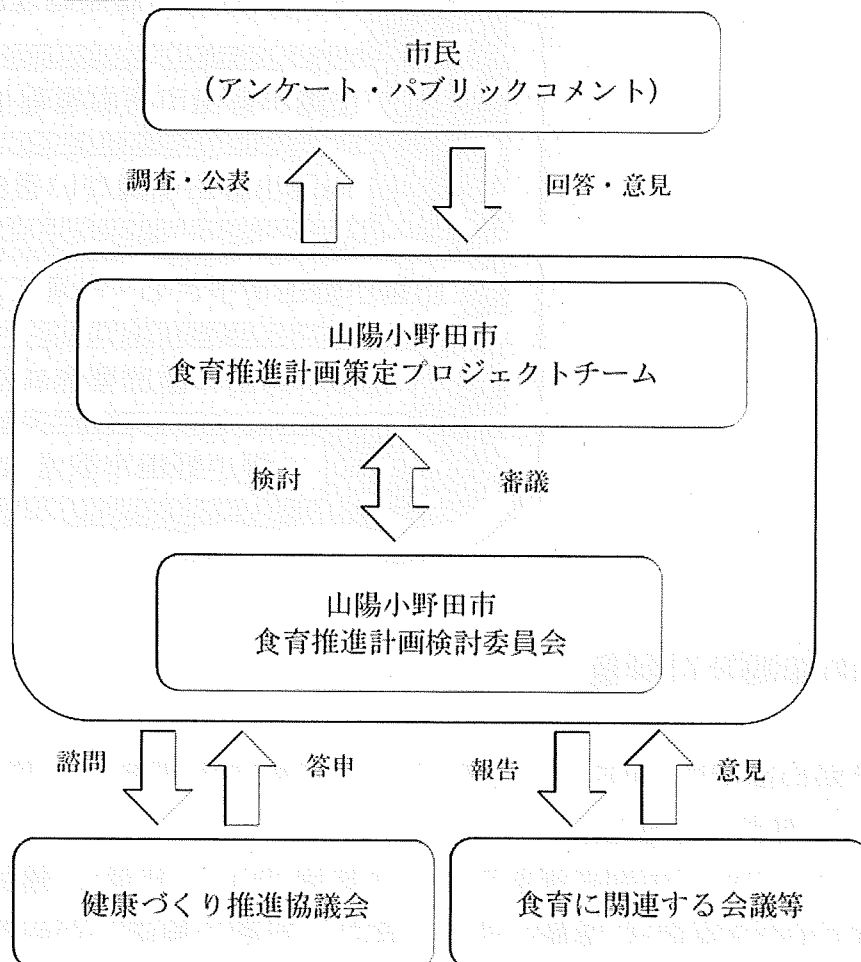 市民
(アンケート・パブリックコメント)
調査・公表
回答・意見
山陽小野田市
食育推進計画策定プロジェクトチーム
検討
審議
山陽小野田市
食育推進計画検討委員会
諮問
答申
報告
意見
健康づくり推進協議会
食育に関連する会議等